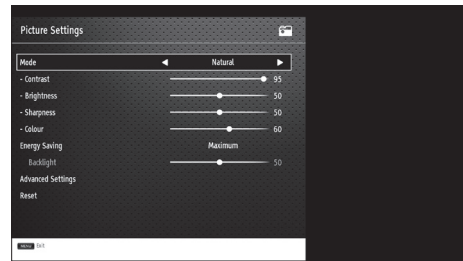 Picture Settings
Mode Natural
- Contrast 95
- Brightness 50
- Sharpness 50
- Colour 60
Energy Saving Maximum
Backlight 50
Advanced Settings
Reset
MENU Exit